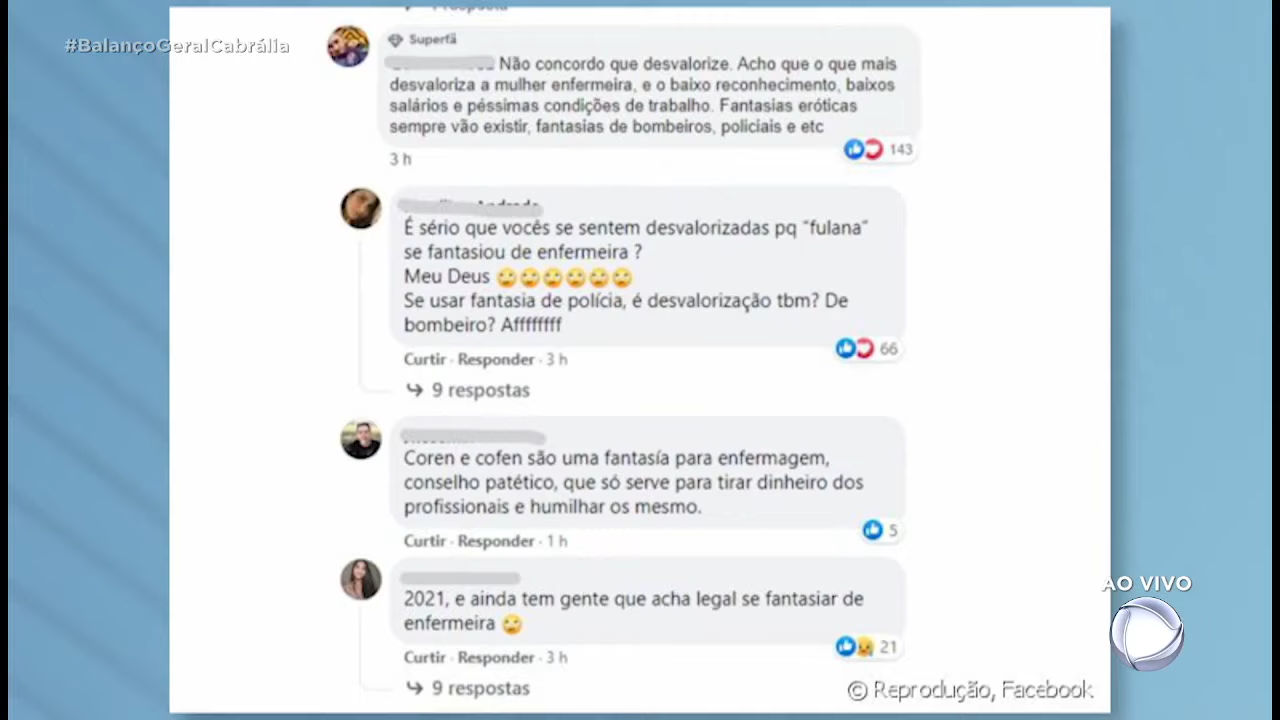 #BalançoGeralCabrália
Superfã
Não concordo que desvalorize. Acho que o que mais
desvaloriza a mulher enfermeira, e o baixo reconhecimento, baixos
salários e péssimas condições de trabalho. Fantasias eróticas
sempre vão existir, fantasias de bombeiros, policiais e etc
143
3 h
É sério que vocês se sentem desvalorizadas pq “fulana”
se fantasiou de enfermeira ?
Meu Deus 🙄🙄🙄🙄🙄🙄
Se usar fantasia de polícia, é desvalorização tbm? De
bombeiro? Affffffff
66
Curtir · Responder · 3 h
9 respostas
Coren e cofen são uma fantasía para enfermagem,
conselho patético, que só serve para tirar dinheiro dos
profissionais e humilhar os mesmo.
5
Curtir · Responder · 1 h
2021, e ainda tem gente que acha legal se fantasiar de
enfermeira 🙄
21
Curtir · Responder · 3 h
9 respostas
AO VIVO
© Reprodução, Facebook